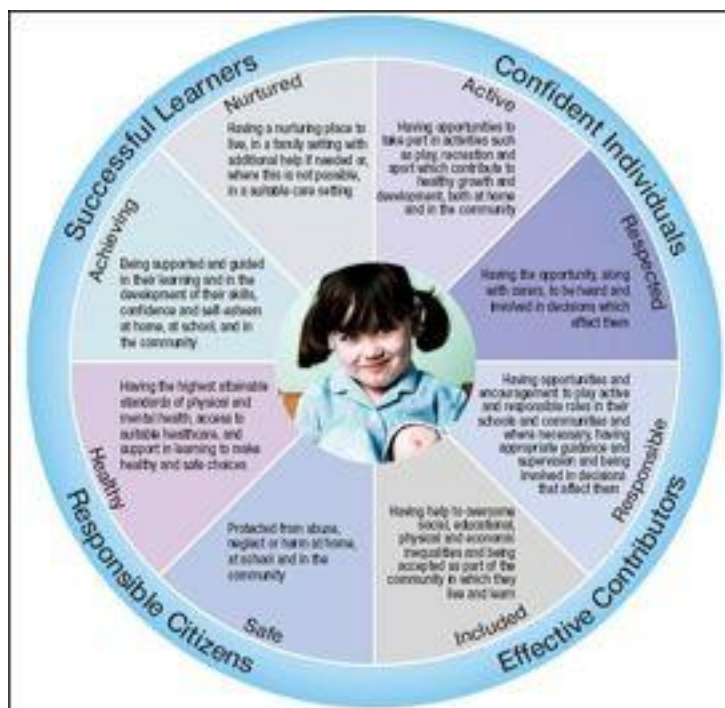 Successful Learners
Confident Individuals
Nurtured
Having a nurturing place to
live, in a family setting with
additional help if needed or,
where this is not possible,
in a suitable care setting
Active
Having opportunities to
take part in activities such
as play, recreation and
sport which contribute to
healthy growth and
development, both at home
and in the community
Achieving
Being supported and guided
in their learning and in the
development of their skills,
confidence and self-esteem
at home, at school, and in
the community
Respected
Having the opportunity, along
with carers, to be heard and
involved in decisions which
affect them
Healthy
Having the highest attainable
standards of physical and
mental health, access to
suitable healthcare, and
support in learning to make
healthy and safe choices
Responsible
Having opportunities and
encouragement to play active
and responsible roles in their
schools and communities and
where necessary, having
appropriate guidance and
supervision and being
involved in decisions
that affect them
Safe
Protected from abuse,
neglect or harm at home,
at school and in the
community
Included
Having help to overcome
social, educational,
physical and economic
inequalities and being
accepted as part of the
community in which they
live and learn
Responsible Citizens
Effective Contributors